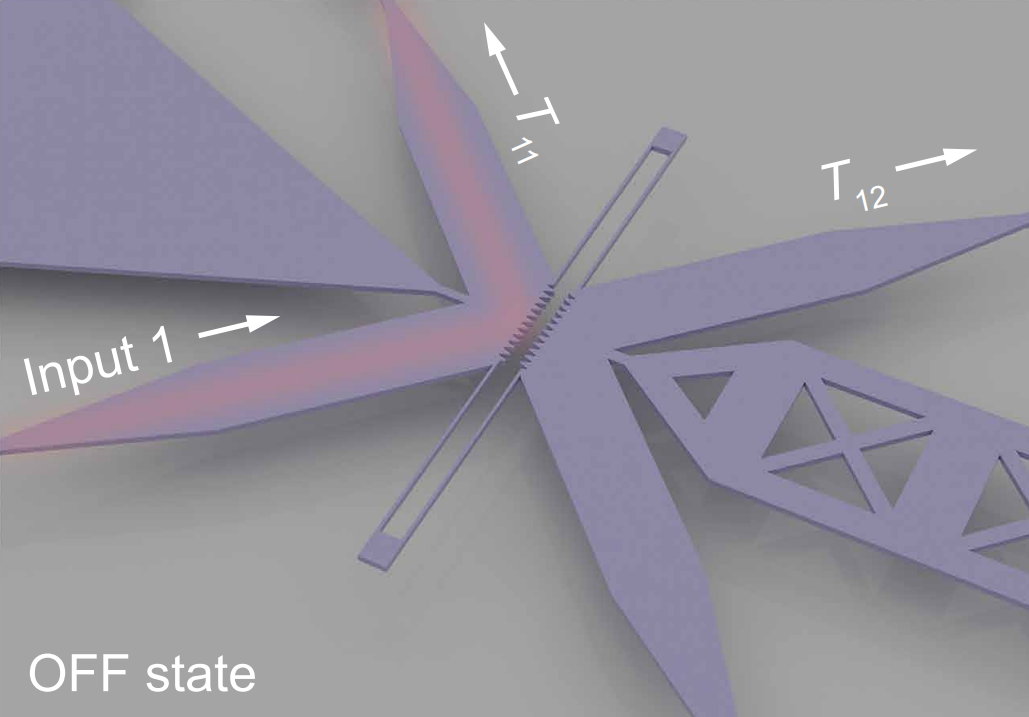 T11
T12
Input 1
OFF state